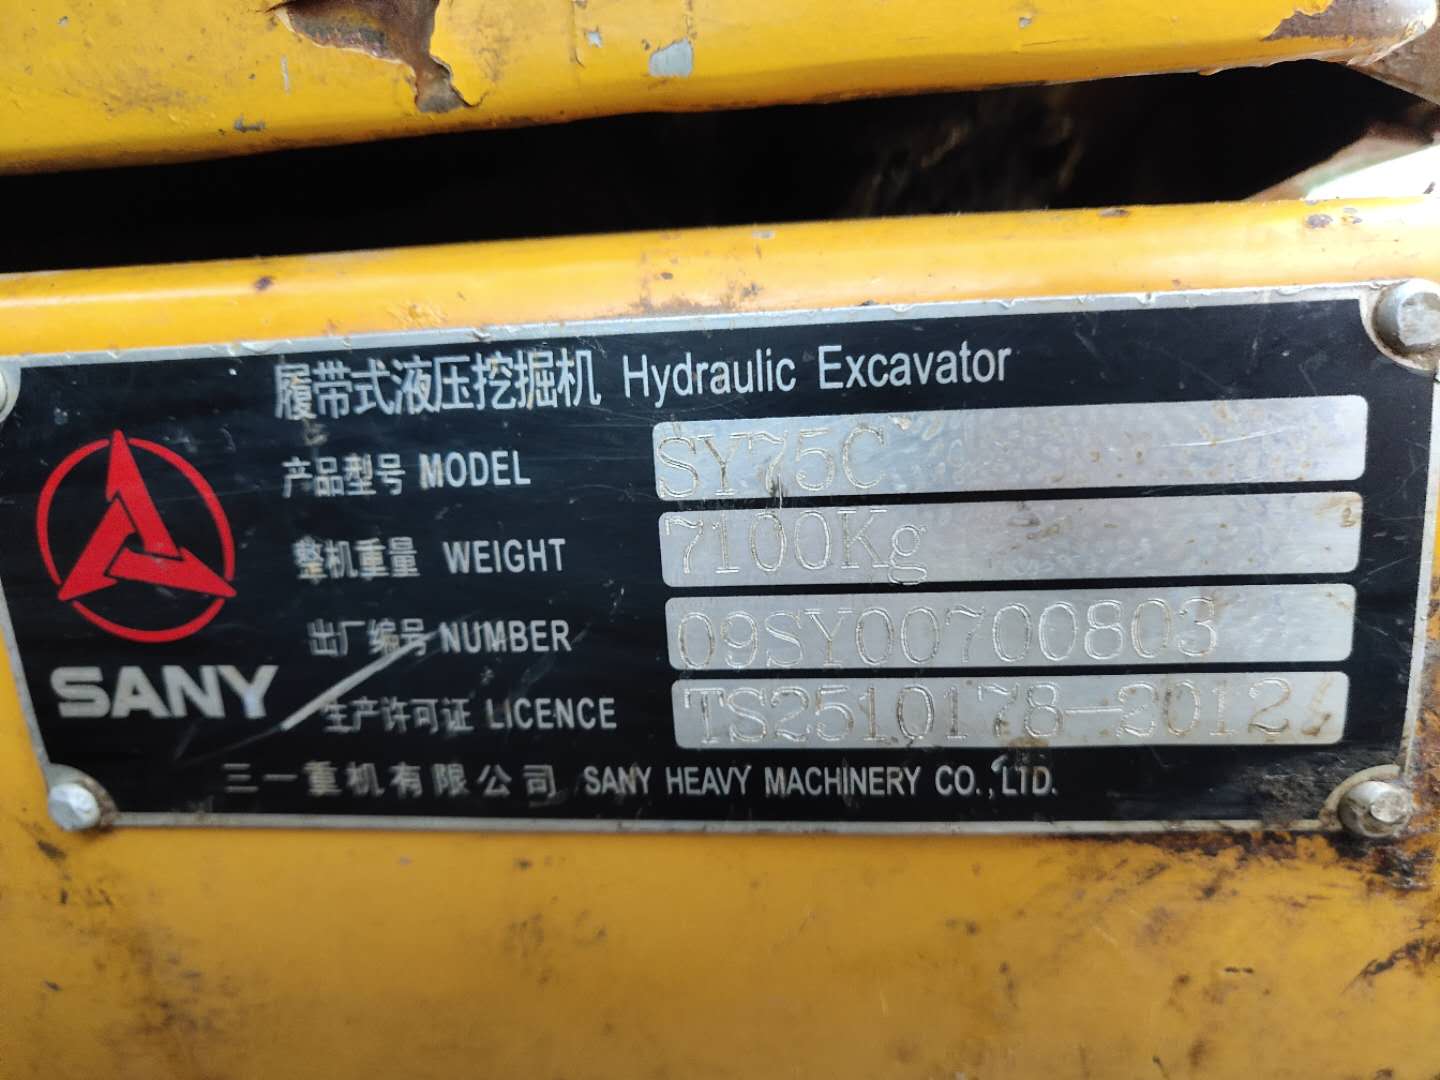 履带式液压挖掘机 Hydraulic Excavator
产品型号 MODEL SY75C
整机重量 WEIGHT 7100Kg
出厂编号 NUMBER 09SY00700803
生产许可证 LICENCE TS2510178-2012
SANY
三一重机有限公司 SANY HEAVY MACHINERY CO.,LTD.